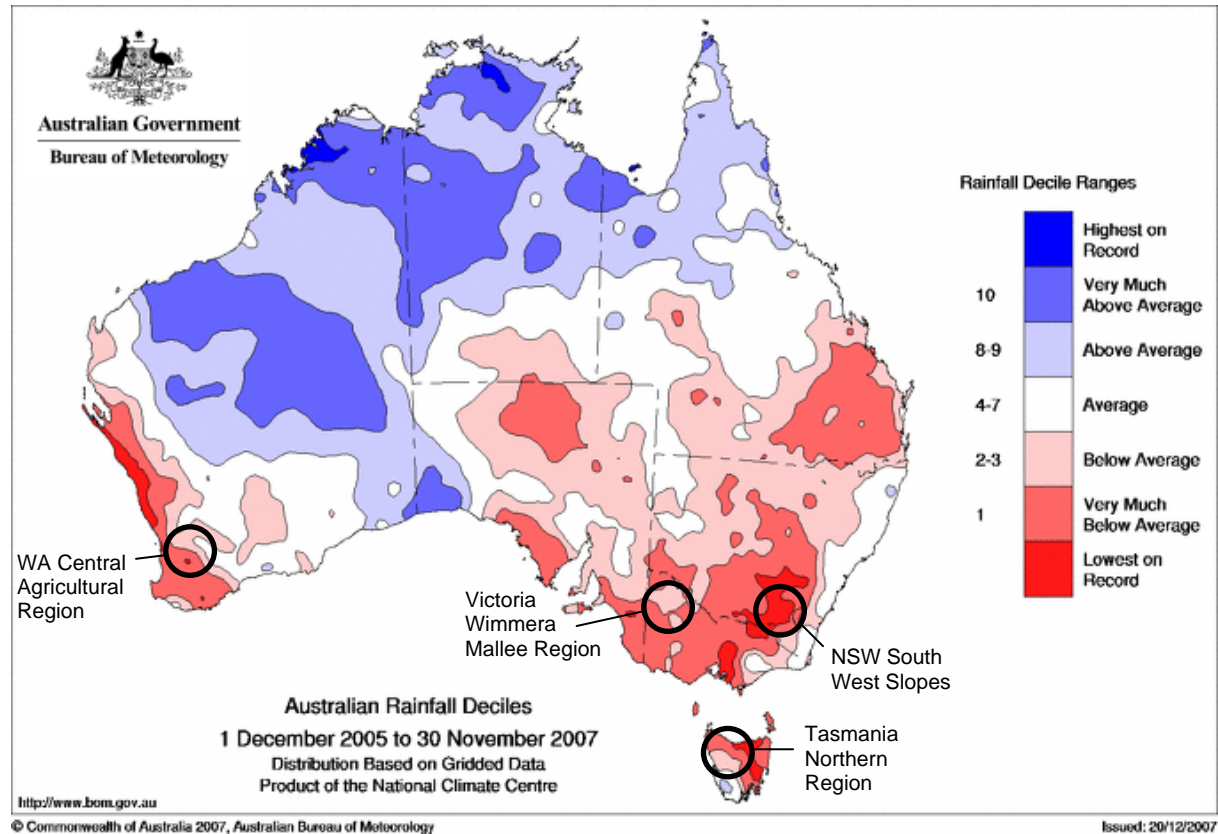 Australian Government
Bureau of Meteorology
Rainfall Decile Ranges
Highest on
Record
10
Very Much
Above Average
8-9
Above Average
4-7
Average
2-3
Below Average
1
Very Much
Below Average
Lowest on
Record
WA Central
Agricultural
Region
Victoria
Wimmera
Mallee Region
NSW South
West Slopes
Tasmania
Northern
Region
Australian Rainfall Deciles
1 December 2005 to 30 November 2007
Distribution Based on Gridded Data
Product of the National Climate Centre
http://www.bom.gov.au
© Commonwealth of Australia 2007, Australian Bureau of Meteorology
Issued: 20/12/2007